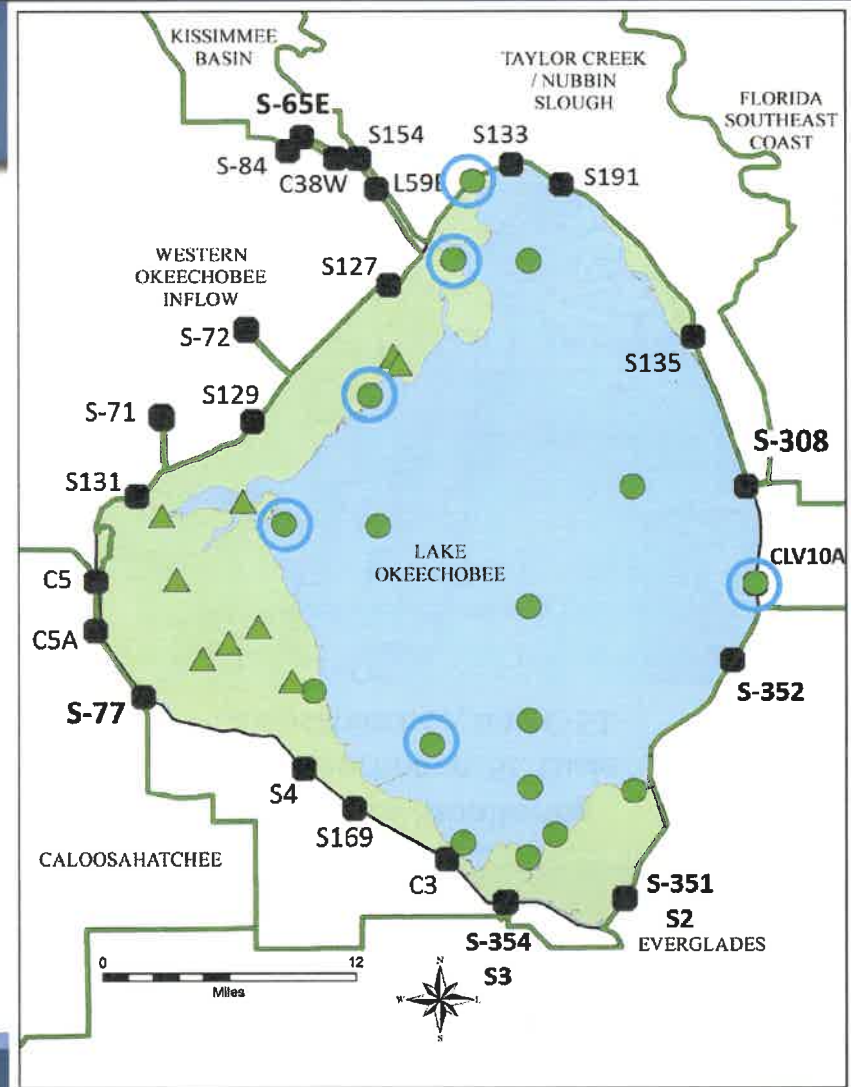 KISSIMMEE
BASIN
TAYLOR CREEK
/ NUBBIN
SLOUGH
FLORIDA
SOUTHEAST
COAST
S-65E
S154
S133
S-84
C38W
L59E
S191
WESTERN
OKEECHOBEE
INFLOW
S127
S-72
S135
S-71
S129
S-308
S131
LAKE
OKEECHOBEE
CLV10A
C5
C5A
S-352
S-77
S4
S169
CALOOSAHATCHEE
C3
S-351
S2
S-354
S3
EVERGLADES
0 12
Miles
N
W L
S